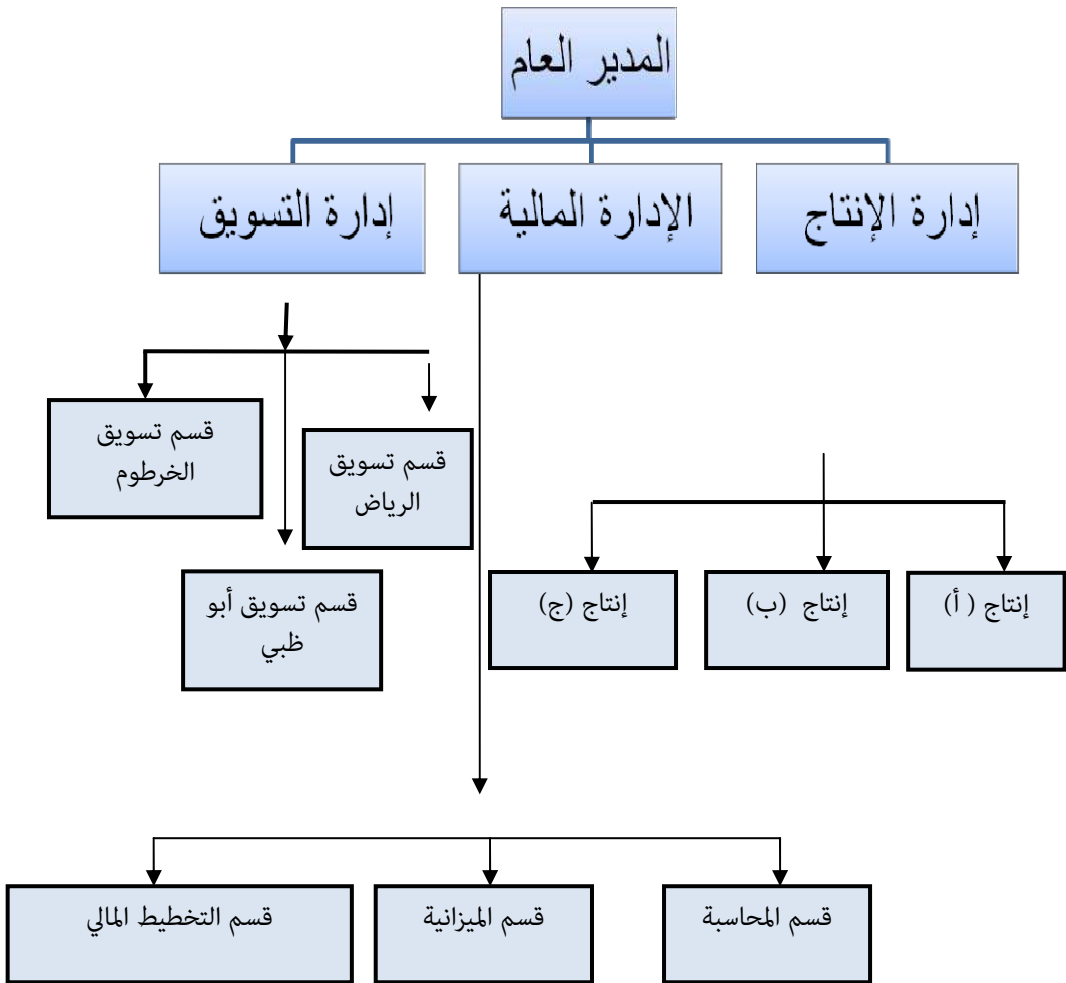 المدير العام
إدارة الإنتاج
الإدارة المالية
إدارة التسويق
قسم تسويق
الرياض
قسم تسويق
الخرطوم
قسم تسويق أبو
ظبي
إنتاج ( أ)
إنتاج (ب)
إنتاج (ج)
قسم المحاسبة
قسم الميزانية
قسم التخطيط المالي